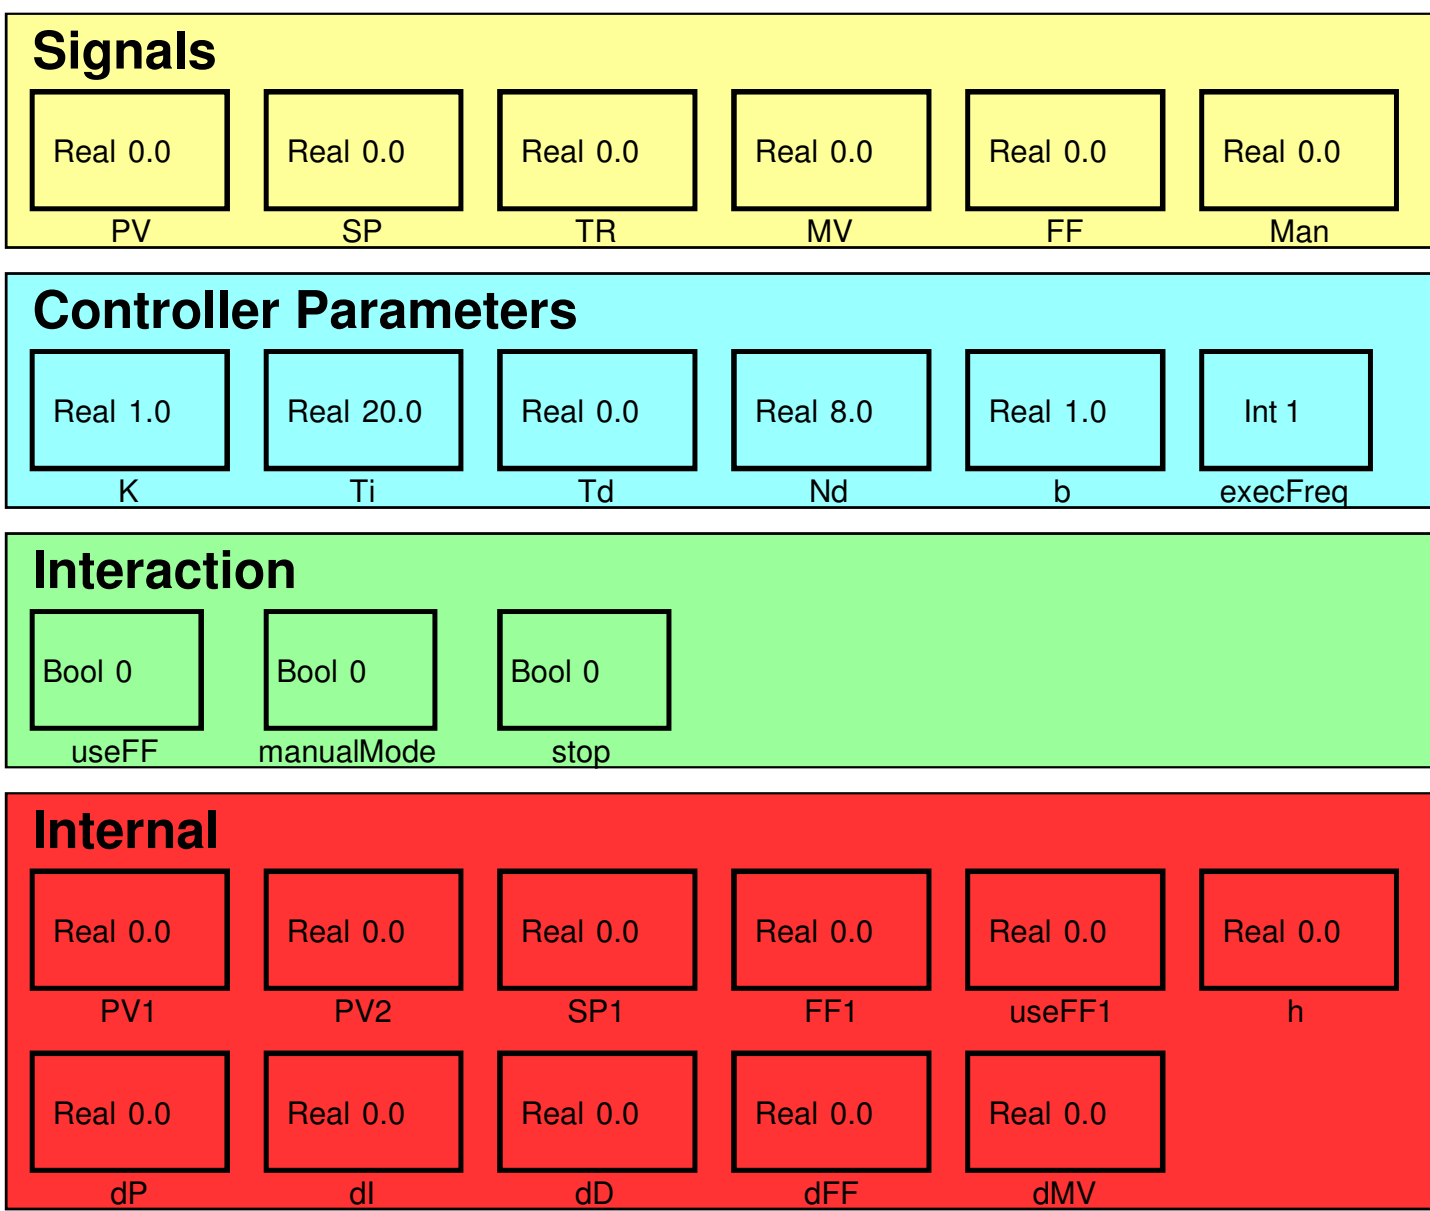 Signals
Real 0.0 Real 0.0 Real 0.0 Real 0.0 Real 0.0 Real 0.0
PV SP TR MV FF Man
Controller Parameters
Real 1.0 Real 20.0 Real 0.0 Real 8.0 Real 1.0 Int 1
K Ti Td Nd b execFreq
Interaction
Bool 0 Bool 0 Bool 0
useFF manualMode stop
Internal
Real 0.0 Real 0.0 Real 0.0 Real 0.0 Real 0.0 Real 0.0
PV1 PV2 SP1 FF1 useFF1 h
Real 0.0 Real 0.0 Real 0.0 Real 0.0 Real 0.0
dP dI dD dFF dMV